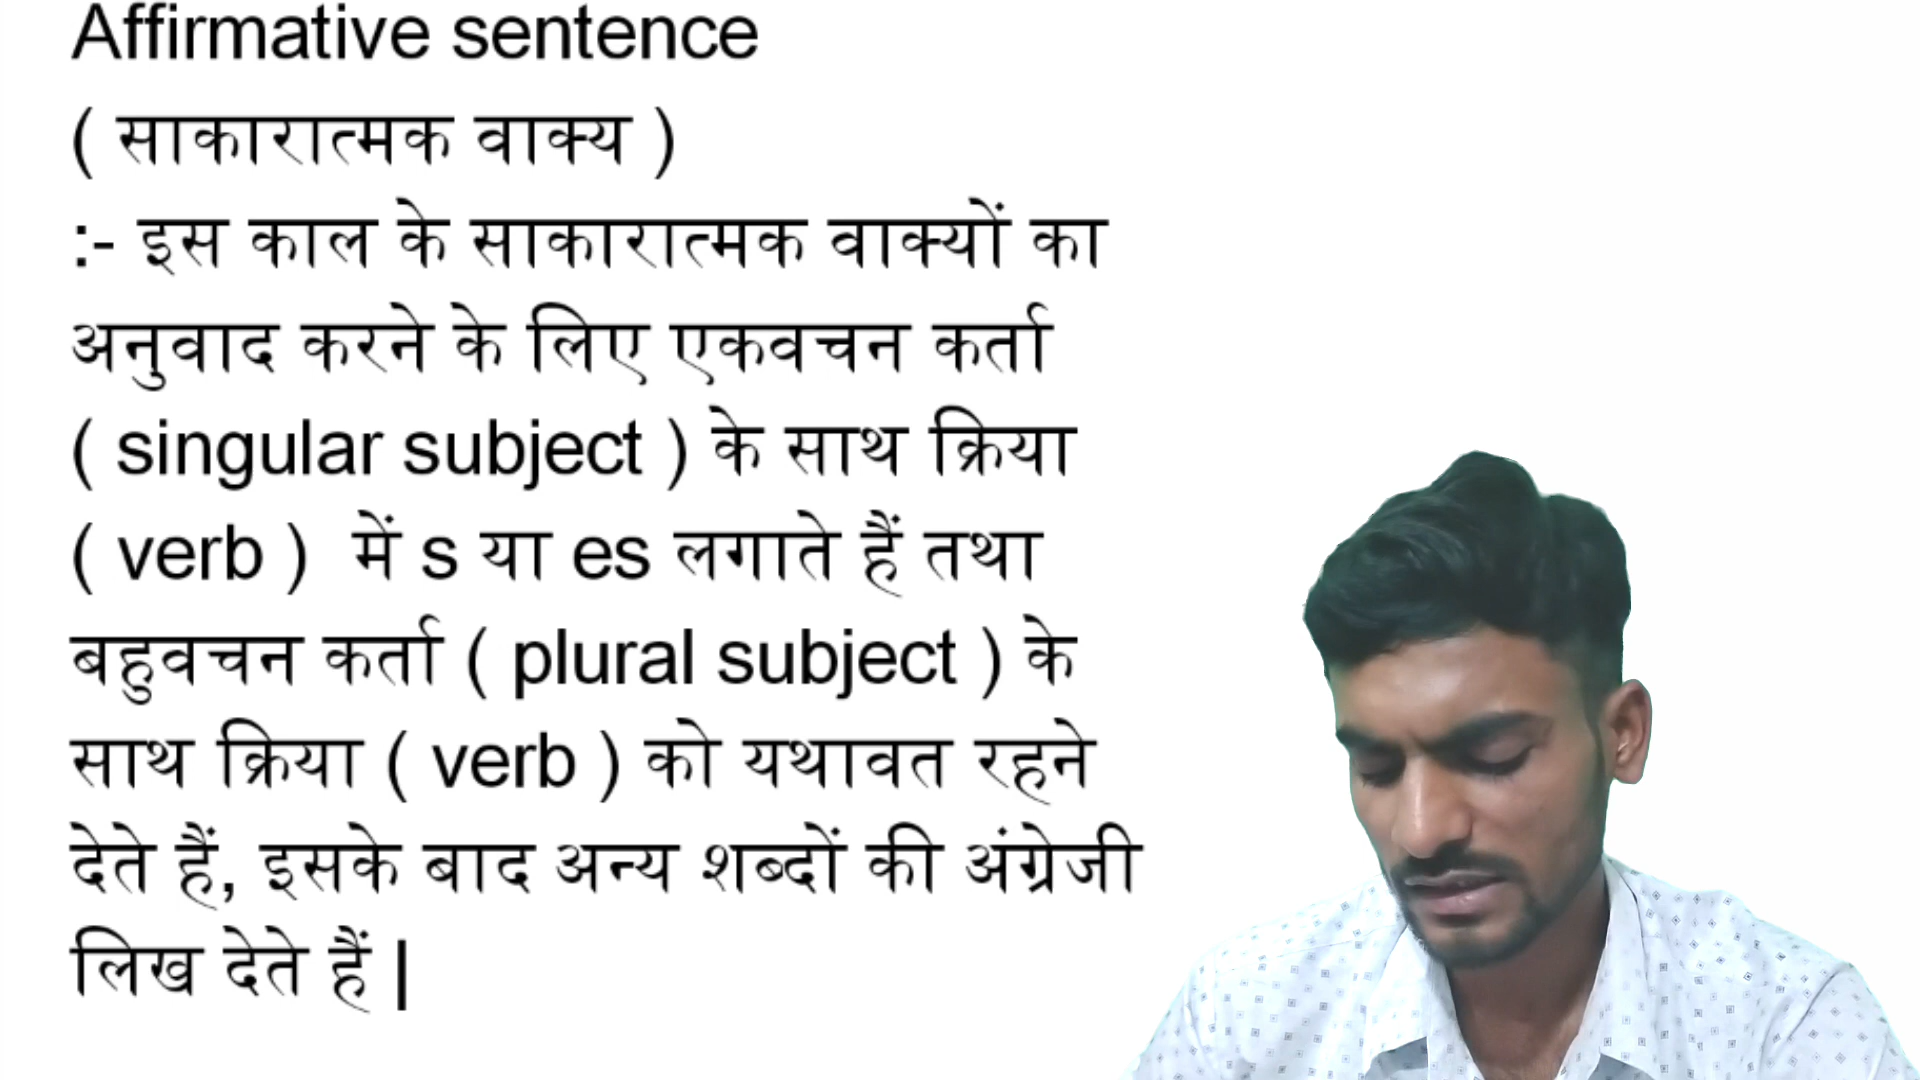 Affirmative sentence
( साकारात्मक वाक्य )
:- इस काल के साकारात्मक वाक्यों का
अनुवाद करने के लिए एकवचन कर्ता
( singular subject ) के साथ क्रिया
( verb )  में s या es लगाते हैं तथा
बहुवचन कर्ता ( plural subject ) के
साथ क्रिया ( verb ) को यथावत रहने
देते हैं, इसके बाद अन्य शब्दों की अंग्रेजी
लिख देते हैं |